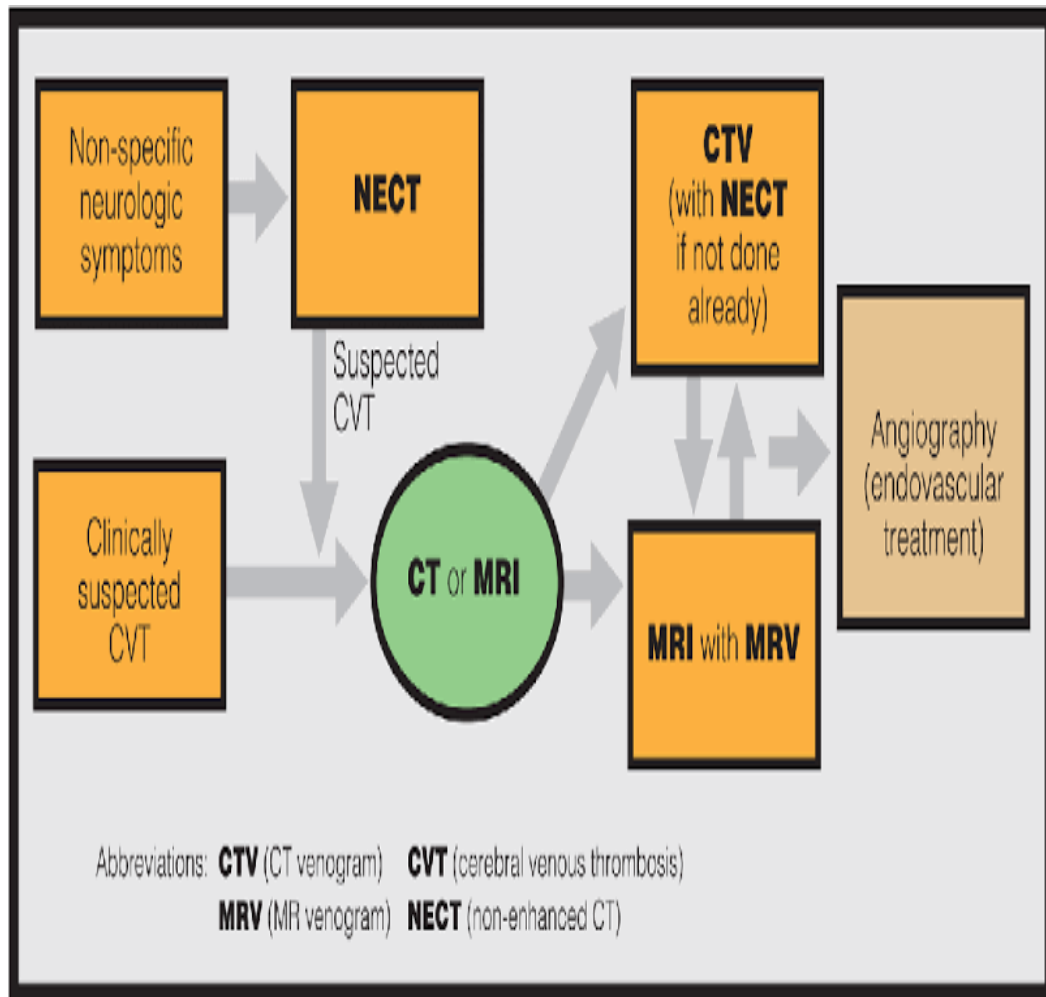 Non-specific
neurologic
symptoms
NECT
Suspected
CVT
Clinically
suspected
CVT
CT or MRI
CTV
(with NECT
if not done
already)
MRI with MRV
Angiography
(endovascular
treatment)
Abbreviations: CTV (CT venogram) CVT (cerebral venous thrombosis)
MRV (MR venogram) NECT (non-enhanced CT)